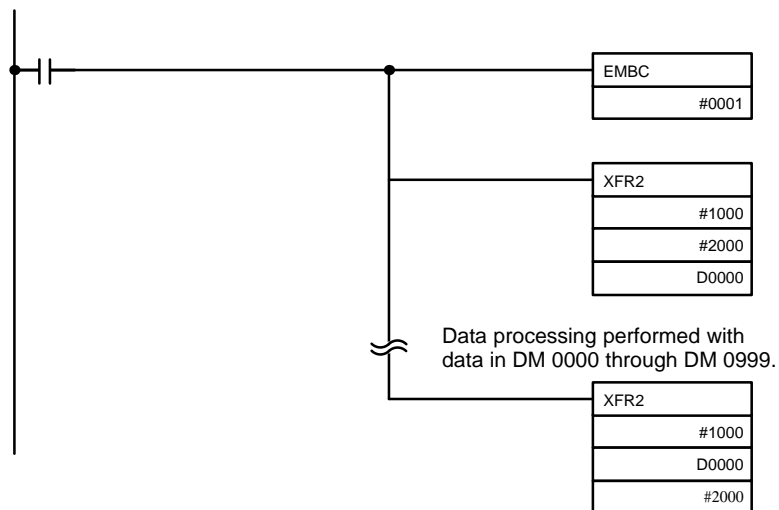 EMBC
#0001
XFR2
#1000
#2000
D0000
Data processing performed with
data in DM 0000 through DM 0999.
XFR2
#1000
D0000
#2000